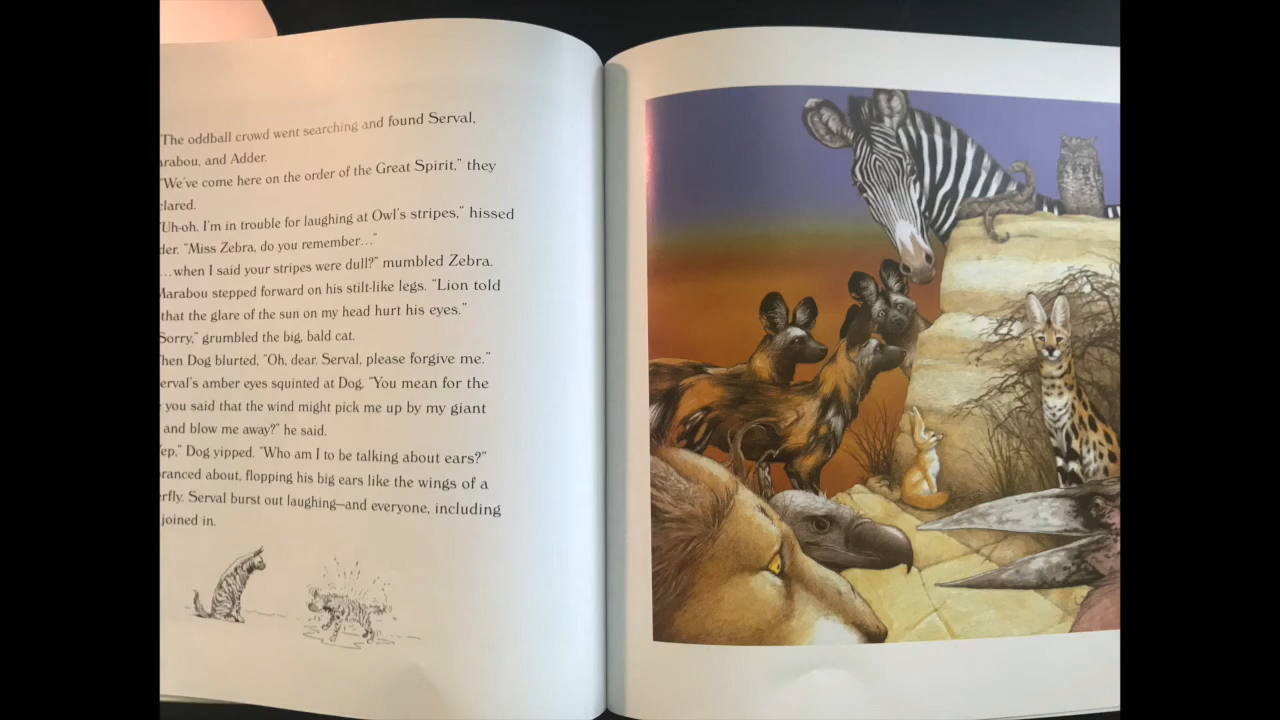 The oddball crowd went searching and found Serval,
arabou, and Adder.
"We've come here on the order of the Great Spirit," they
clared.
"Uh-oh. I'm in trouble for laughing at Owl's stripes," hissed
der. "Miss Zebra, do you remember…"
…when I said your stripes were dull?" mumbled Zebra.
Marabou stepped forward on his stilt-like legs. "Lion told
that the glare of the sun on my head hurt his eyes."
Sorry," grumbled the big, bald cat.
hen Dog blurted, "Oh, dear. Serval, please forgive me."
erval's amber eyes squinted at Dog. "You mean for the
you said that the wind might pick me up by my giant
and blow me away?" he said.
ep," Dog yipped. "Who am I to be talking about ears?"
ranced about, flopping his big ears like the wings of a
rfly. Serval burst out laughing—and everyone, including
joined in.